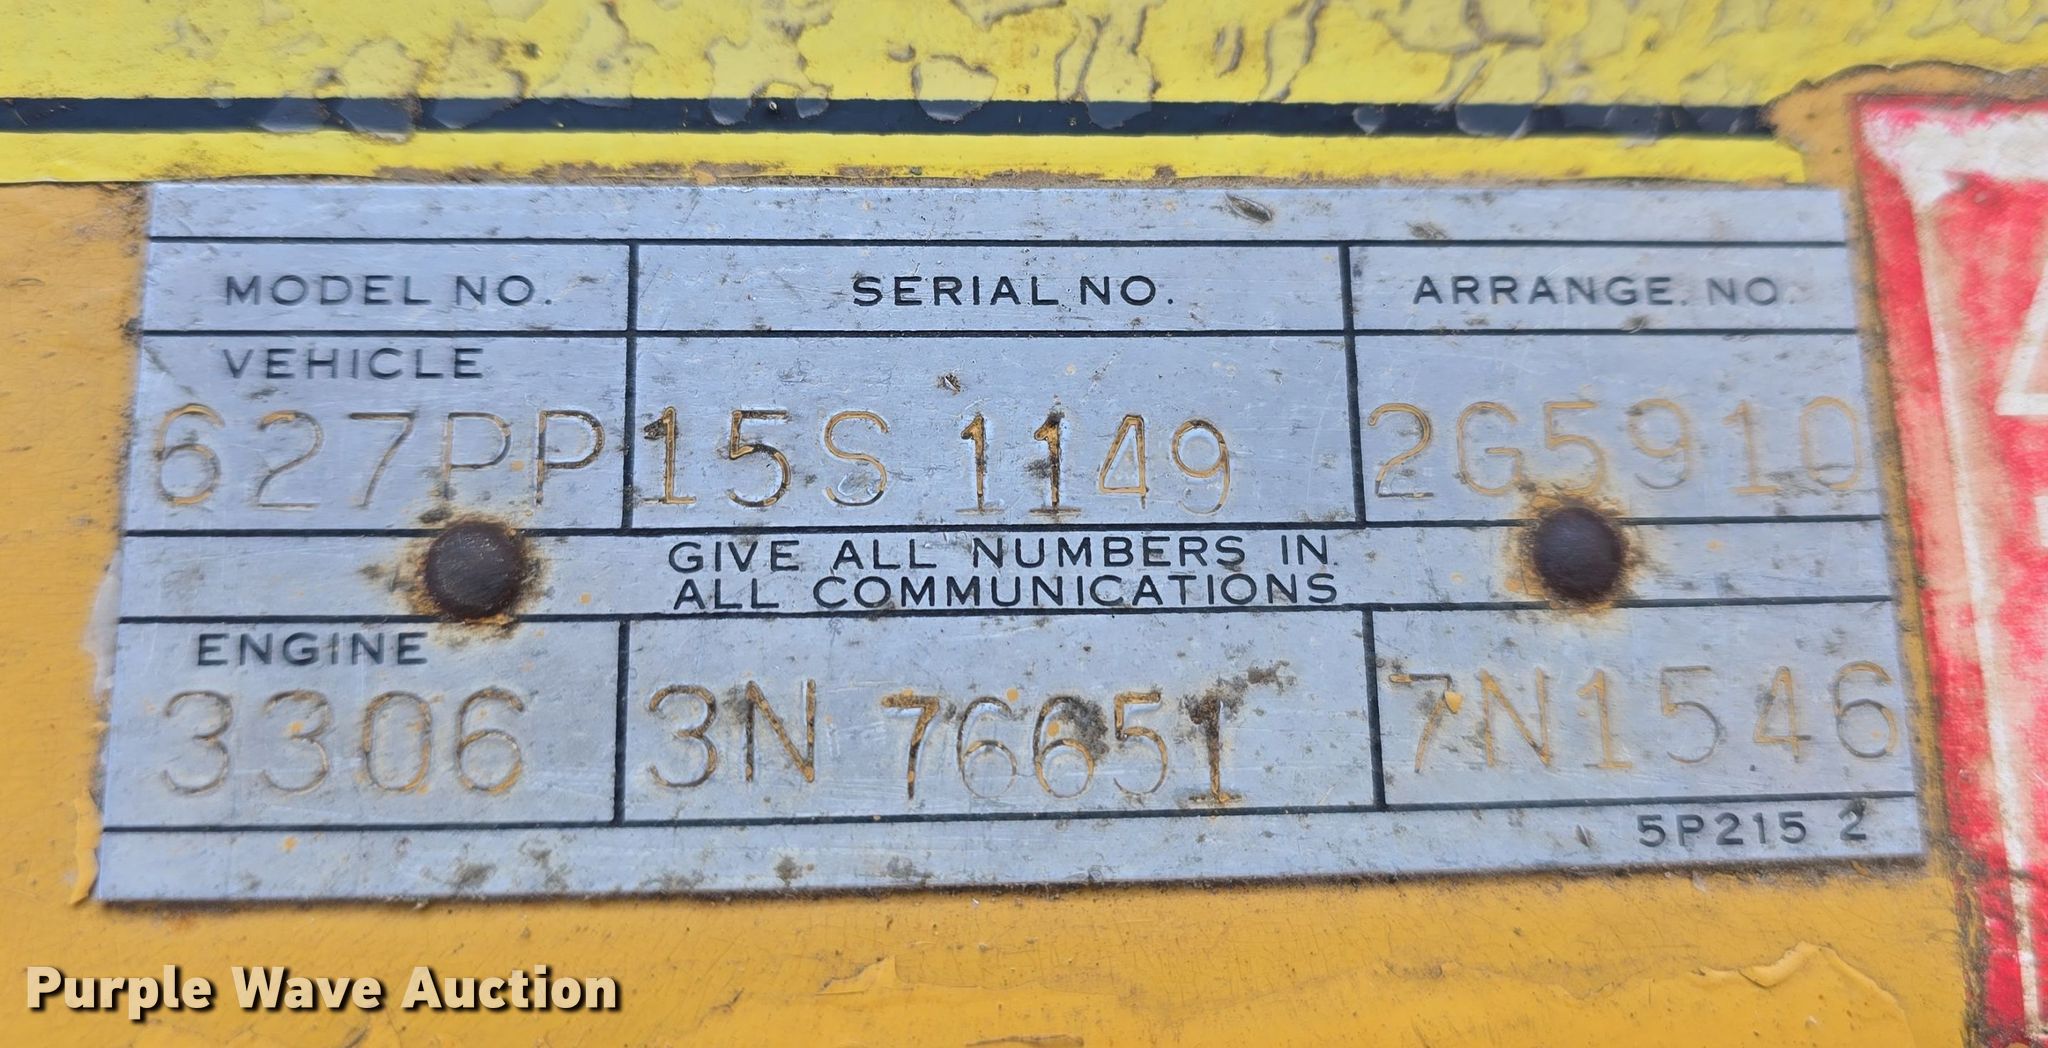 MODEL NO. SERIAL NO. ARRANGE. NO.
VEHICLE
627PP 15S 1149 2G5910
GIVE ALL NUMBERS IN
ALL COMMUNICATIONS
ENGINE
3306 3N 76651 7N1546
5P215 2
Purple Wave Auction